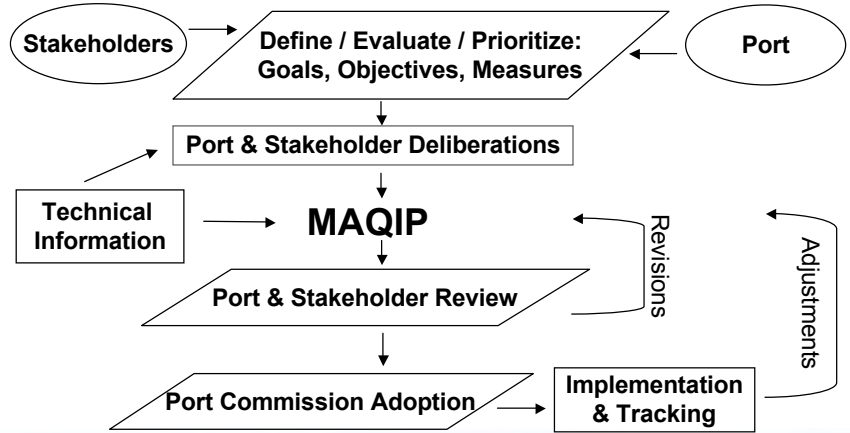 Stakeholders
Define / Evaluate / Prioritize:
Goals, Objectives, Measures
Port
Port & Stakeholder Deliberations
Technical
Information
MAQIP
Revisions
Adjustments
Port & Stakeholder Review
Port Commission Adoption
Implementation
& Tracking